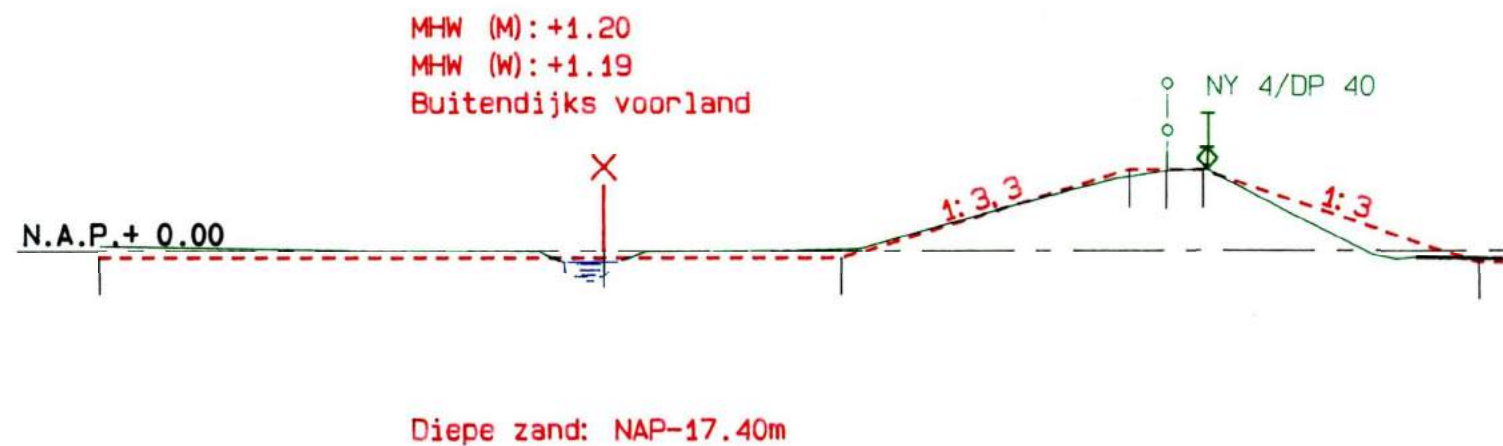 MHW (M): +1.20
MHW (W): +1.19
Buitendijks voorland
NY 4/DP 40
1: 3, 3
1: 3
N.A.P.+ 0.00
Diepe zand: NAP-17.40m